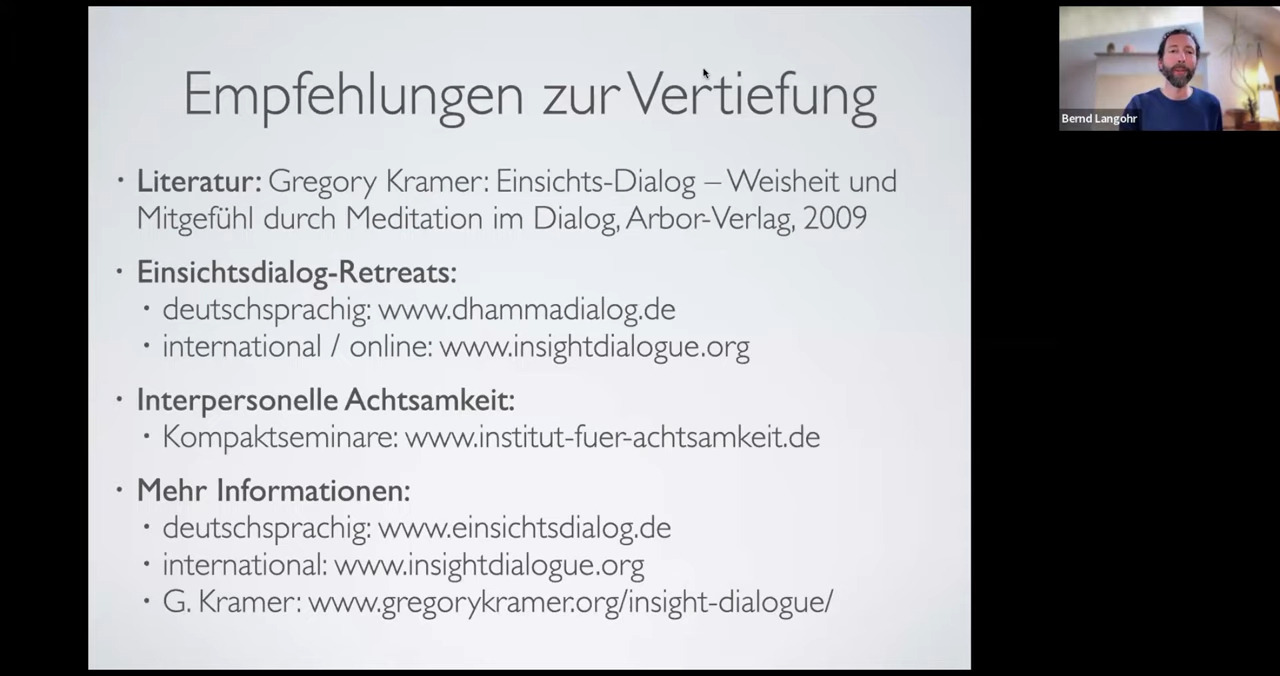 Empfehlungen zur Vertiefung
• Literatur: Gregory Kramer: Einsichts-Dialog – Weisheit und
Mitgefühl durch Meditation im Dialog, Arbor-Verlag, 2009
• Einsichtsdialog-Retreats:
• deutschsprachig: www.dhammadialog.de
• international / online: www.insightdialogue.org
• Interpersonelle Achtsamkeit:
• Kompaktseminare: www.institut-fuer-achtsamkeit.de
• Mehr Informationen:
• deutschsprachig: www.einsichtsdialog.de
• international: www.insightdialogue.org
• G. Kramer: www.gregorykramer.org/insight-dialogue/
Bernd Langohr